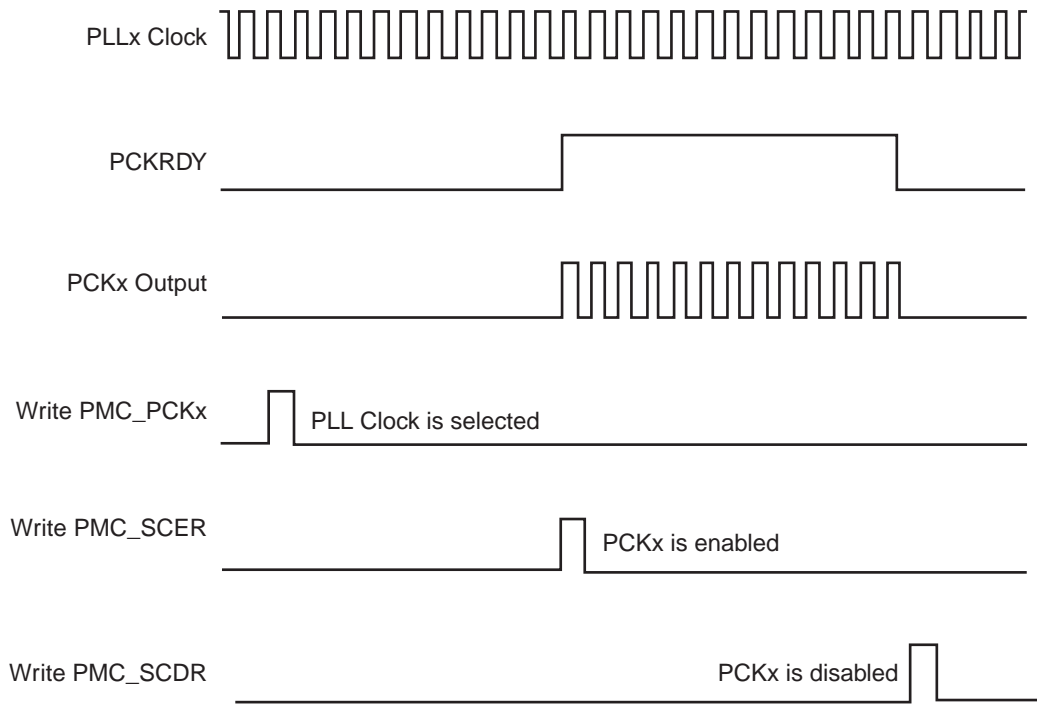 PLLx Clock
PCKRDY
PCKx Output
Write PMC_PCKx
PLL Clock is selected
Write PMC_SCER
PCKx is enabled
Write PMC_SCDR
PCKx is disabled